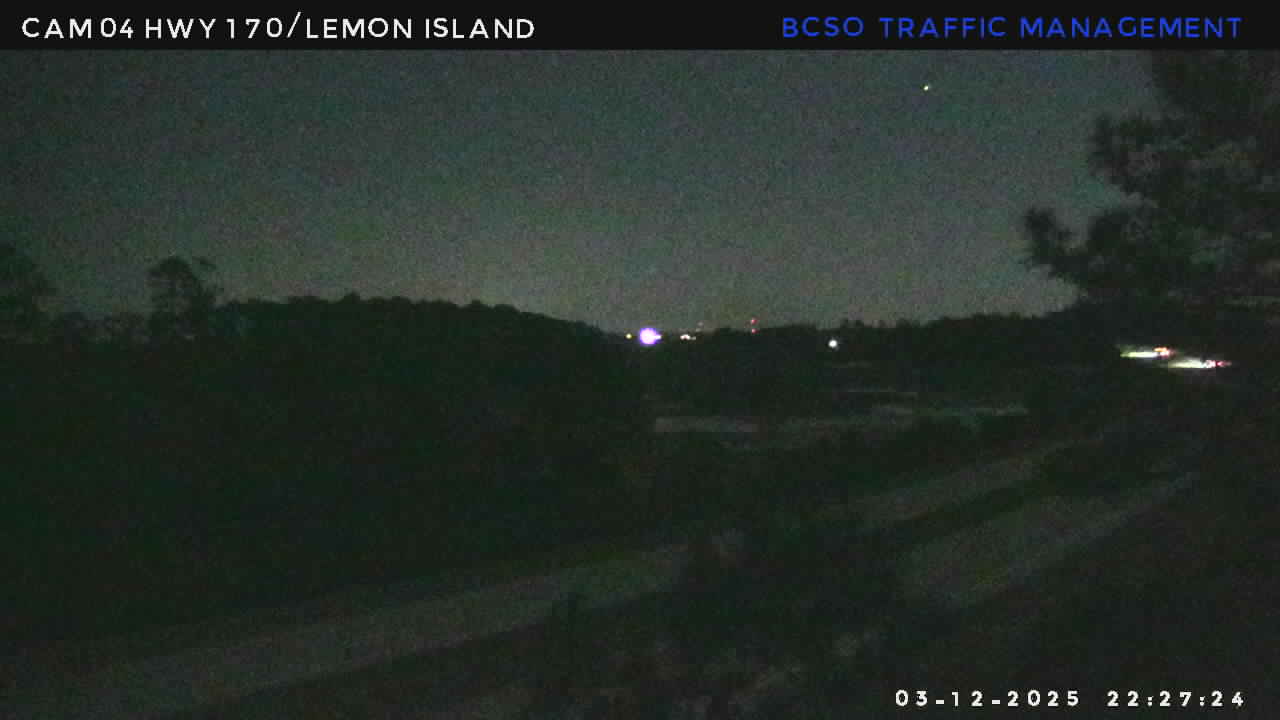 CAM04 HWY 170/LEMON ISLAND
BCSO TRAFFIC MANAGEMENT
03-12-2025 22:27:24